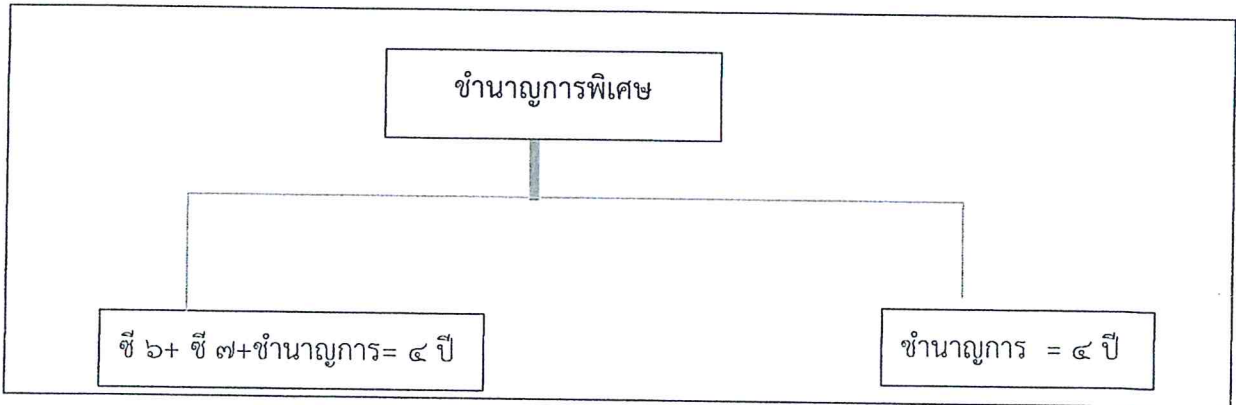 ชำนาญการพิเศษ
ซี ๖+ ซี ๗+ชำนาญการ= ๔ ปี
ชำนาญการ = ๔ ปี